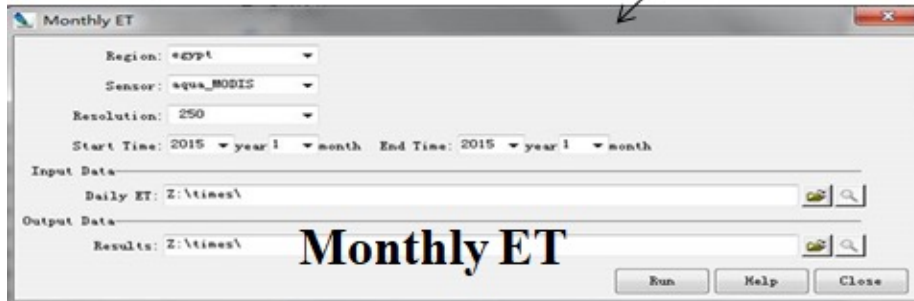 Monthly ET
Region: egypt
Sensor: aqua_MODIS
Resolution: 250
Start Time: 2015 year 1 month End Time: 2015 year 1 month
Input Data
Daily ET: Z:\times\
Output Data
Results: Z:\times\
Monthly ET
Run Help Close